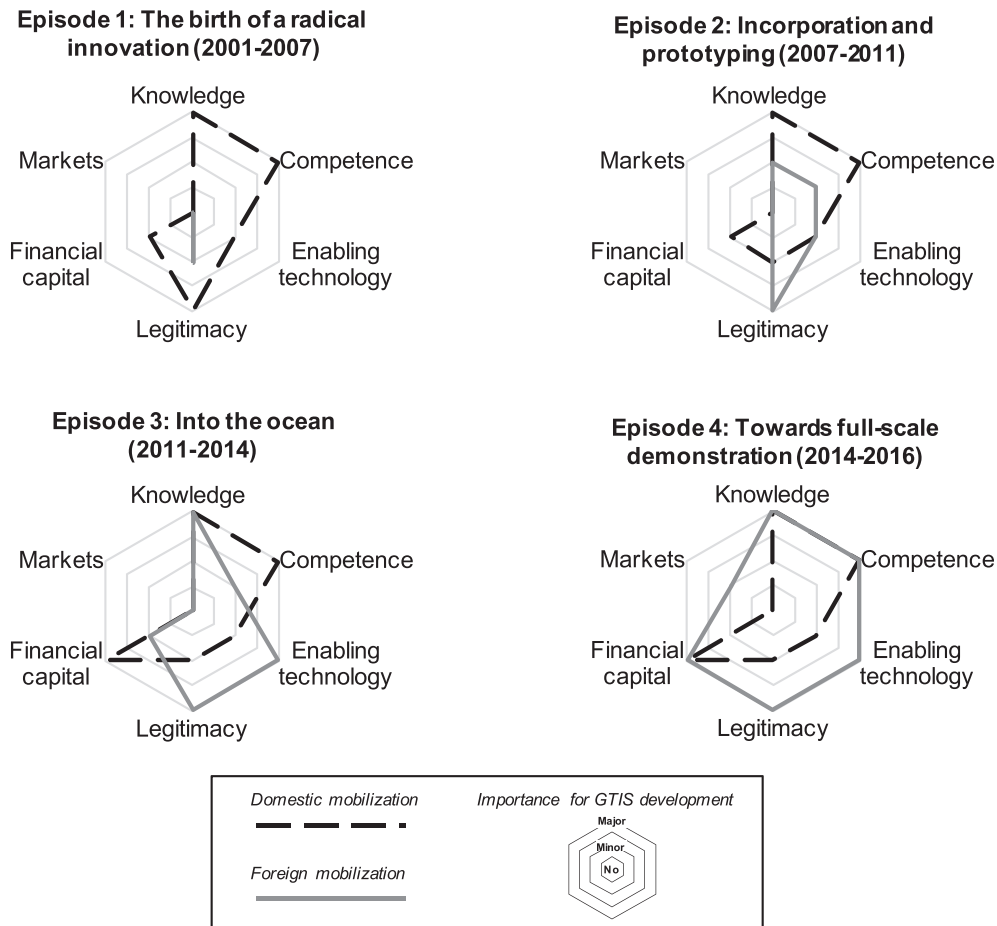 Episode 1: The birth of a radical
innovation (2001-2007)
Knowledge
Markets
Competence
Financial
capital
Enabling
technology
Legitimacy
Episode 2: Incorporation and
prototyping (2007-2011)
Knowledge
Markets
Competence
Financial
capital
Enabling
technology
Legitimacy
Episode 3: Into the ocean
(2011-2014)
Knowledge
Markets
Competence
Financial
capital
Enabling
technology
Legitimacy
Episode 4: Towards full-scale
demonstration (2014-2016)
Knowledge
Markets
Competence
Financial
capital
Enabling
technology
Legitimacy
Domestic mobilization
Foreign mobilization
Importance for GTIS development
Major
Minor
No